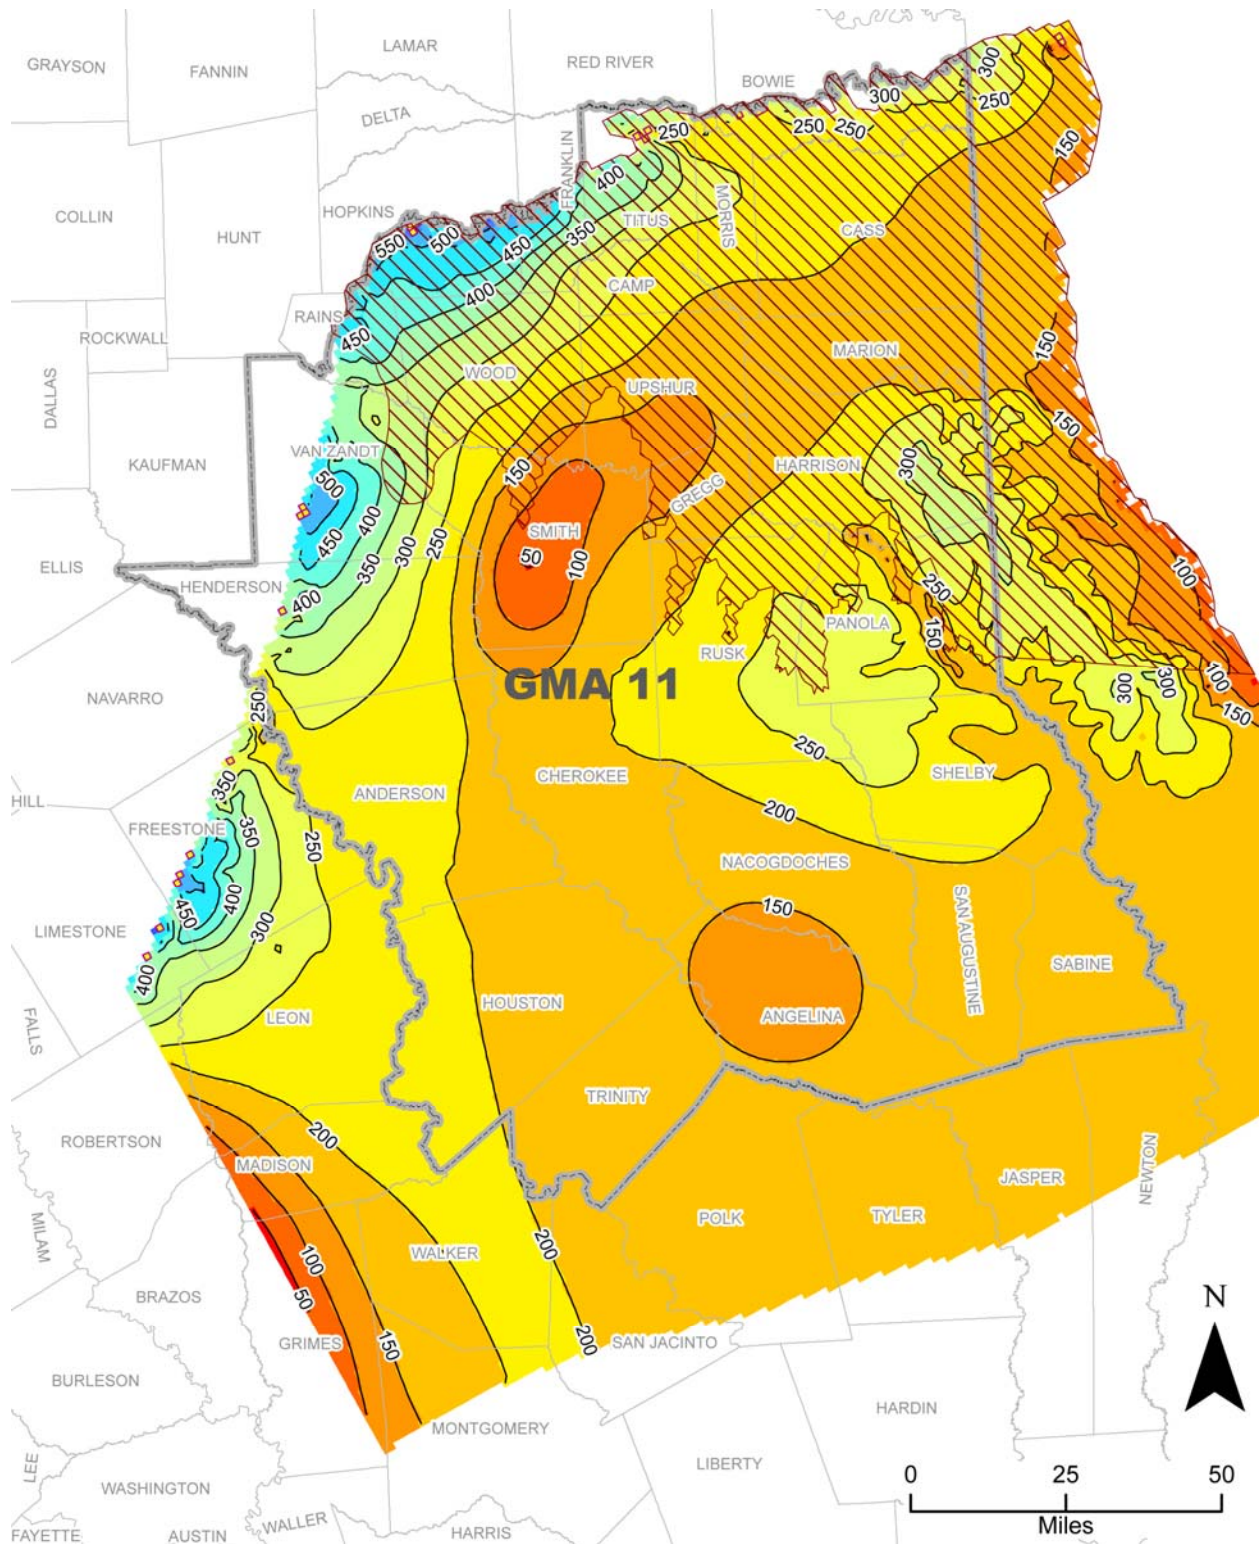 LAMAR
GRAYSON
FANNIN
RED RIVER
BOWIE
300
300
250
DELTA
250
250
250
150
FRANKLIN
400
HOPKINS
TITUS
MORRIS
COLLIN
HUNT
550
500
450
350
CASS
400
CAMP
RAINS
ROCKWALL
450
150
MARION
WOOD
UPSHUR
DALLAS
150
VAN ZANDT
KAUFMAN
150
300
HARRISON
500
GREGG
400
SMITH
450
300
250
50
100
350
ELLIS
HENDERSON
100
400
250
PANOLA
150
RUSK
NAVARRO
GMA 11
100
300
300
150
250
250
350
CHEROKEE
SHELBY
HILL
ANDERSON
200
FREESTONE
350
250
NACOGDOCHES
400
450
150
300
SAN AUGUSTINE
LIMESTONE
SABINE
400
HOUSTON
FALLS
LEON
ANGELINA
TRINITY
200
ROBERTSON
MADISON
JASPER
NEWTON
POLK
TYLER
MILAM
WALKER
200
100
BRAZOS
50
N
GRIMES
150
200
SAN JACINTO
BURLESON
HARDIN
MONTGOMERY
LEE
LIBERTY
0
25
50
WASHINGTON
Miles
FAYETTE
AUSTIN
WALLER
HARRIS